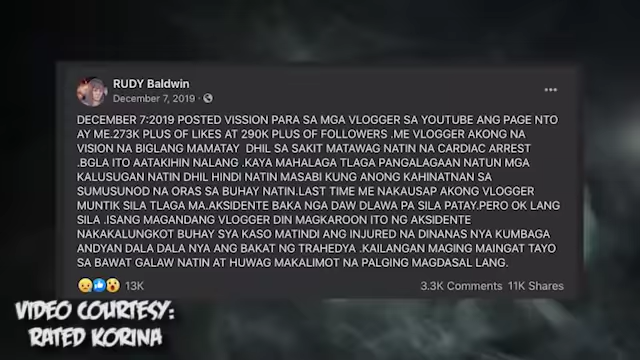 RUDY Baldwin
December 7, 2019 ·
DECEMBER 7:2019 POSTED VISSION PARA SA MGA VLOGGER SA YOUTUBE ANG PAGE NTO
AY ME.273K PLUS OF LIKES AT 290K PLUS OF FOLLOWERS .ME VLOGGER AKONG NA
VISION NA BIGLANG MAMATAY DHIL SA SAKIT MATAWAG NATIN NA CARDIAC ARREST
.BGLA ITO AATAKIHIN NALANG .KAYA MAHALAGA TLAGA PANGALAGAAN NATUN MGA
KALUSUGAN NATIN DHIL HINDI NATIN MASABI KUNG ANONG KAHINATNAN SA
SUMUSUNOD NA ORAS SA BUHAY NATIN.LAST TIME ME NAKAUSAP AKONG VLOGGER
MUNTIK SILA TLAGA MA.AKSIDENTE BAKA NGA DAW DLAWA PA SILA PATAY.PERO OK LANG
SILA .ISANG MAGANDANG VLOGGER DIN MAGKAROON ITO NG AKSIDENTE
NAKAKALUNGKOT BUHAY SYA KASO MATINDI ANG INJURED NA DINANAS NYA KUMBAGA
ANDYAN DALA DALA NYA ANG BAKAT NG TRAHEDYA .KAILANGAN MAGING MAINGAT TAYO
SA BAWAT GALAW NATIN AT HUWAG MAKALIMOT NA PALGING MAGDASAL LANG.
13K
3.3K Comments 11K Shares
VIDEO COURTESY:
RATED KORINA